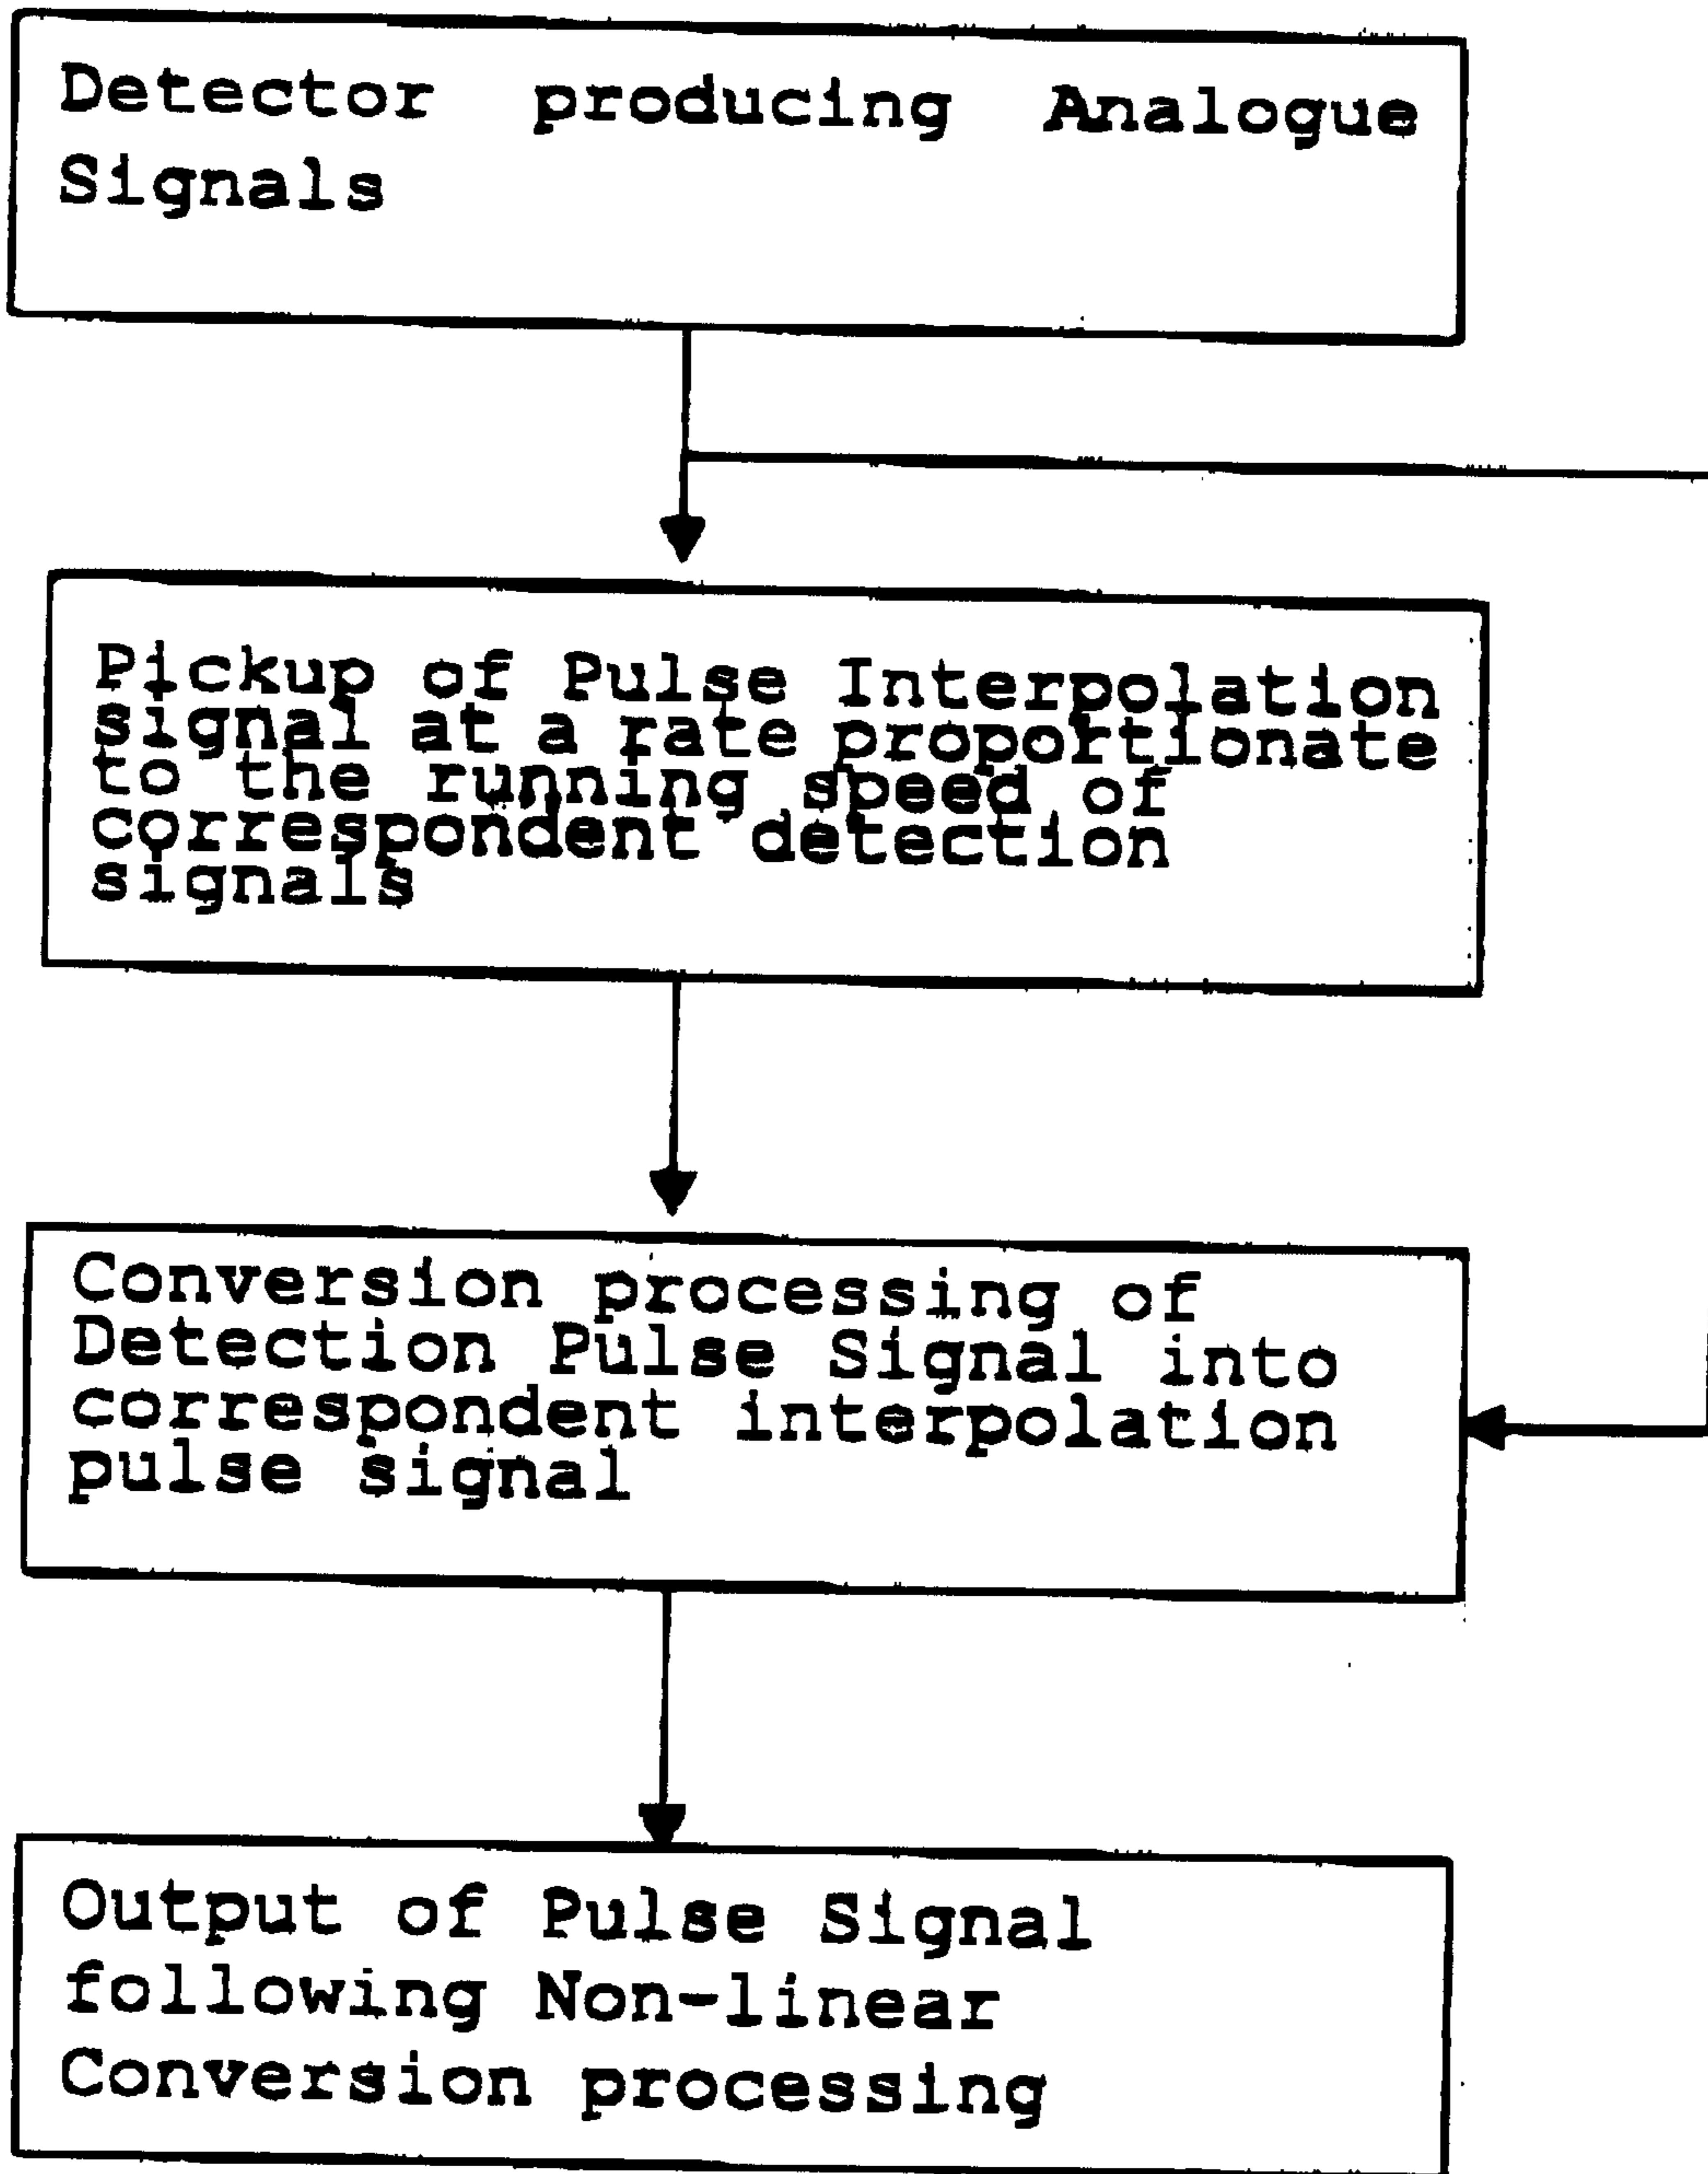 Detector producing Analogue
Signals
Pickup of Pulse Interpolation
signal at a rate proportionate
to the running speed of
correspondent detection
signals
Conversion processing of
Detection Pulse Signal into
correspondent interpolation
pulse signal
Output of Pulse Signal
following Non-linear
Conversion processing